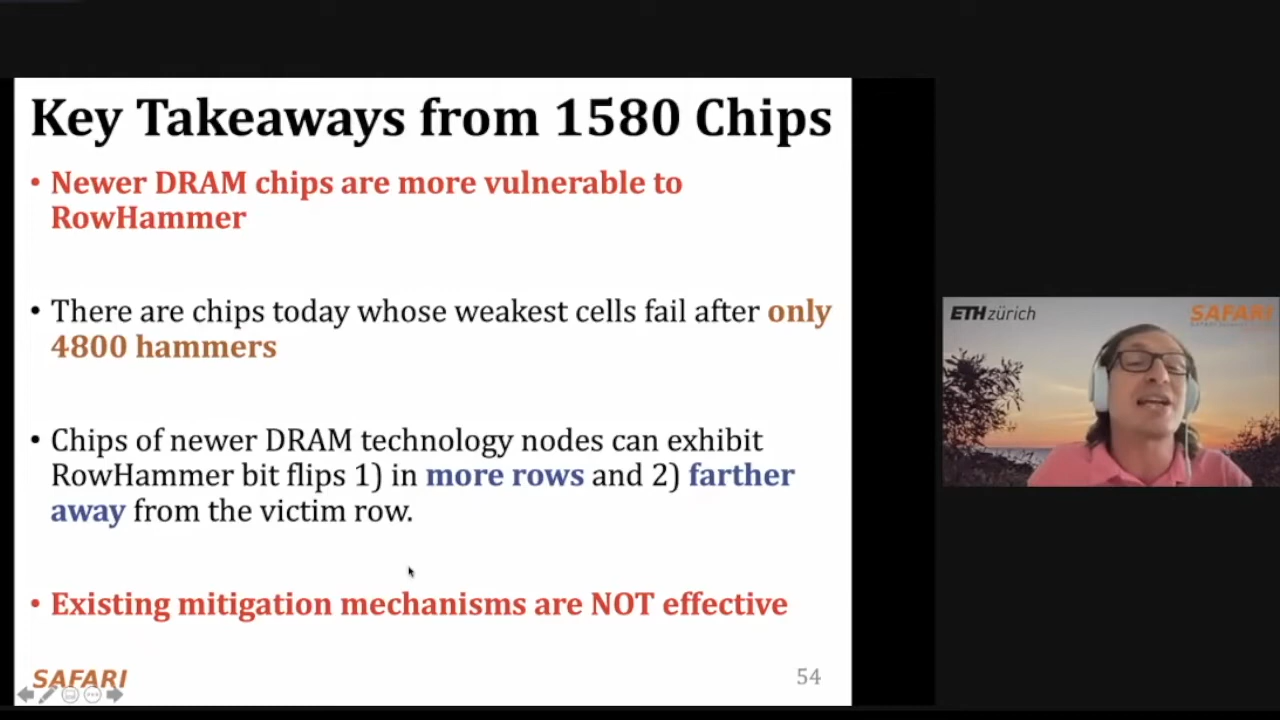 Key Takeaways from 1580 Chips
• Newer DRAM chips are more vulnerable to
RowHammer
• There are chips today whose weakest cells fail after only
4800 hammers
• Chips of newer DRAM technology nodes can exhibit
RowHammer bit flips 1) in more rows and 2) farther
away from the victim row.
• Existing mitigation mechanisms are NOT effective
SAFARI
54
ETH zürich
SAFARI